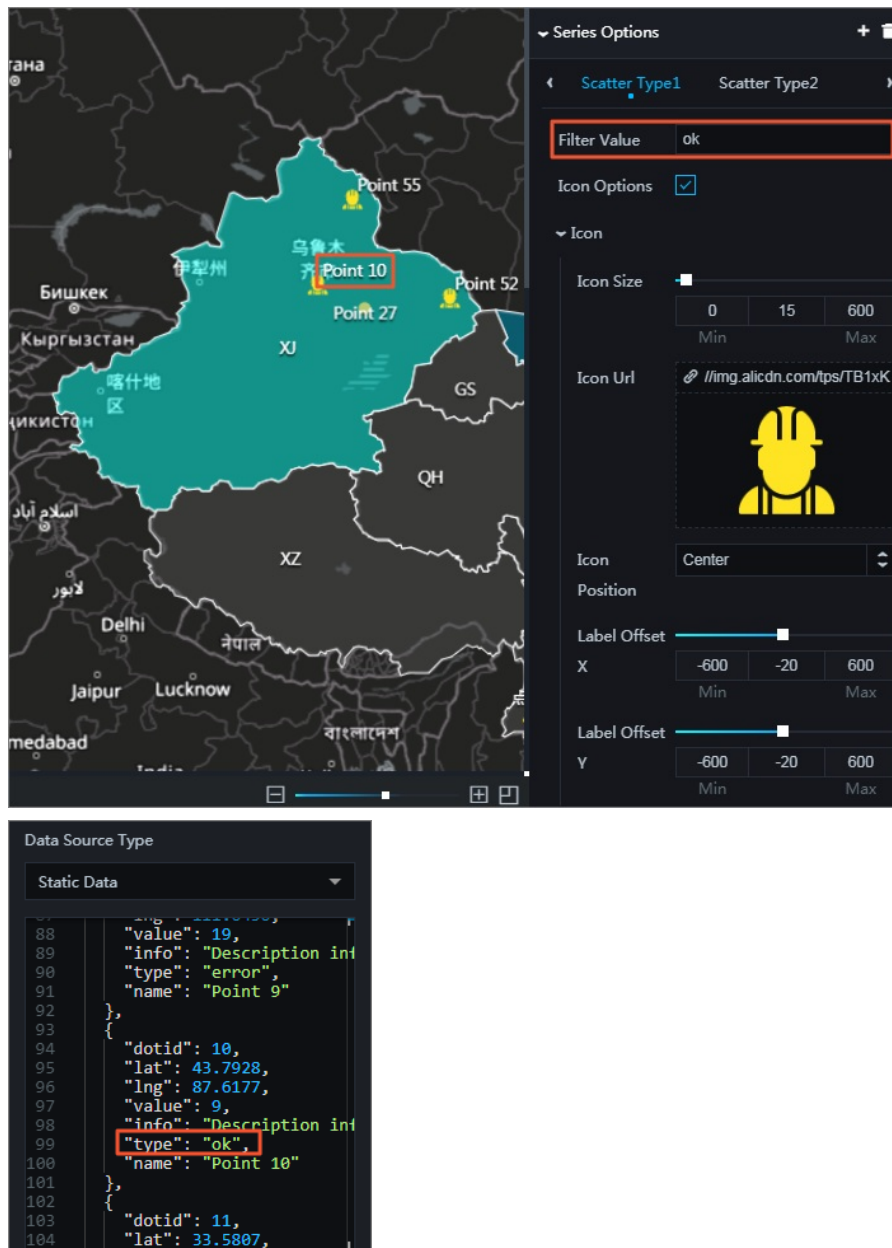 тана
Point 55
乌鲁木
齐
Point 10
伊犁州
Point 52
Point 27
Бишкек
Кыргызстан
XJ
喀什地
区
GS
QH
اسلام آباد
XZ
لاہور
Delhi
नेपाल
Jaipur
Lucknow
medabad
বাংলাদেশ
Series Options
Scatter Type1
Scatter Type2
Filter Value
ok
Icon Options
Icon
Icon Size
0
15
600
Min
Max
Icon Url
//img.alicdn.com/tps/TB1xK
Icon
Center
Position
Label Offset
X
-600
-20
600
Min
Max
Label Offset
Y
-600
-20
600
Min
Max
Data Source Type
Static Data
88 "value": 19,
89 "info": "Description inf
90 "type": "error",
91 "name": "Point 9"
92 },
93 {
94 "dotid": 10,
95 "lat": 43.7928,
96 "lng": 87.6177,
97 "value": 9,
98 "info": "Description inf
99 "type": "ok",
100 "name": "Point 10"
101 },
102 {
103 "dotid": 11,
104 "lat": 33.5807,